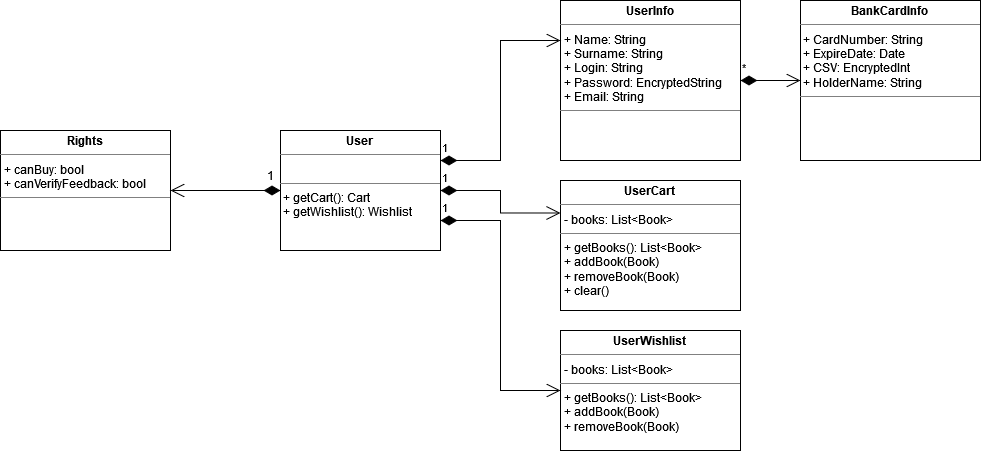 UserInfo
+ Name: String
+ Surname: String
+ Login: String
+ Password: EncryptedString
+ Email: String
*
BankCardInfo
+ CardNumber: String
+ ExpireDate: Date
+ CSV: EncryptedInt
+ HolderName: String
Rights
+ canBuy: bool
+ canVerifyFeedback: bool
1
User
+ getCart(): Cart
+ getWishlist(): Wishlist
1
1
1
UserCart
- books: List<Book>
+ getBooks(): List<Book>
+ addBook(Book)
+ removeBook(Book)
+ clear()
UserWishlist
- books: List<Book>
+ getBooks(): List<Book>
+ addBook(Book)
+ removeBook(Book)